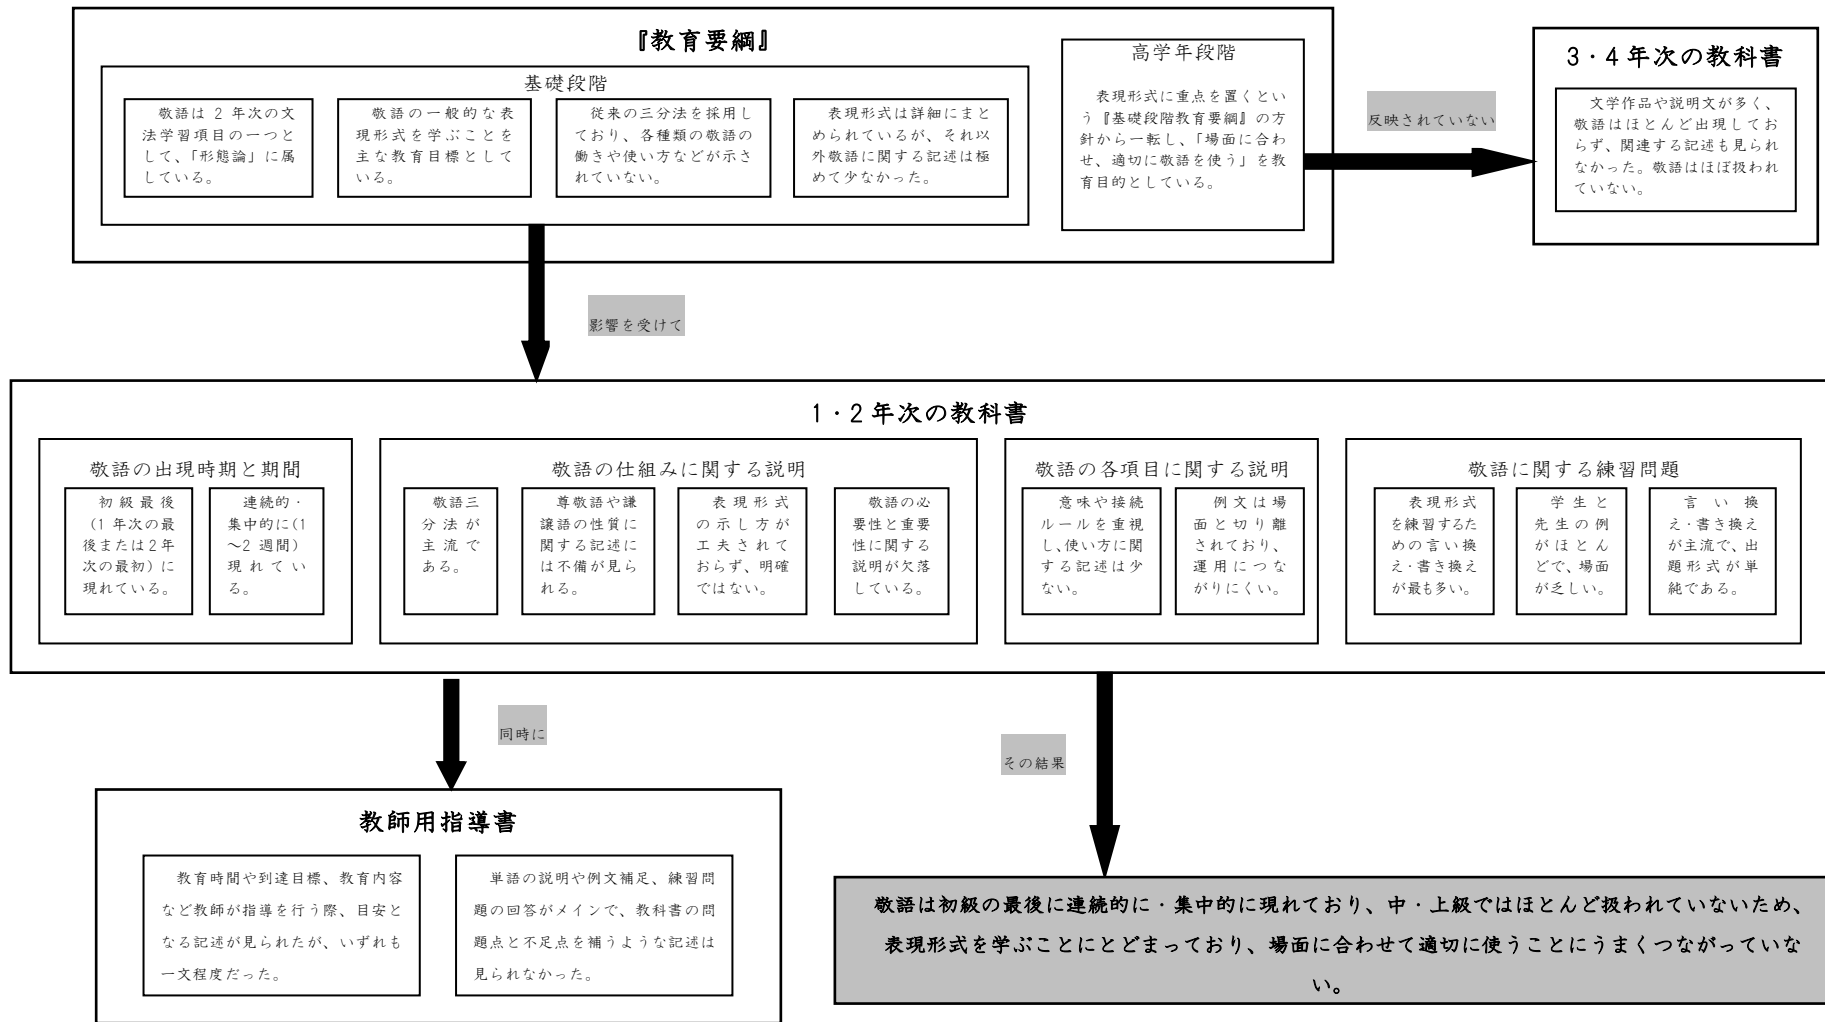 『教育要綱』
基礎段階
敬語は 2 年次の文
法学習項目の一つと
して、「形態論」に属
している。
敬語の一般的な表
現形式を学ぶことを
主な教育目標として
いる。
従来の三分法を採用し
ており、各種類の敬語の
働きや使い方などが示さ
れていない。
表現形式は詳細にまと
められているが、それ以
外敬語に関する記述は極
めて少なかった。
高学年段階
表現形式に重点を置くとい
う『基礎段階教育要綱』の方
針から一転し、「場面に合わ
せ、適切に敬語を使う」を教
育目的としている。
反映されていない
3・4 年次の教科書
文学作品や説明文が多く、
敬語はほとんど出現してお
らず、関連する記述も見られ
なかった。敬語はほぼ扱われ
ていない。
影響を受けて
1・2 年次の教科書
敬語の出現時期と期間
初級最後
（1 年次の最
後または2年
次の最初）に
現れている。
連続的・
集中的に（1
～2 週間）
現れてい
る。
敬語の仕組みに関する説明
敬語三
分法が
主流で
ある。
尊敬語や謙
譲語の性質に
関する記述に
は不備が見ら
れる。
表現形式
の示し方が
工夫されて
おらず、明確
ではない。
敬語の必
要性と重要
性に関する
説明が欠落
している。
敬語の各項目に関する説明
意味や接続
ルールを重視
し、使い方に関
する記述は少
ない。
例文は場
面と切り離
されており、
運用につな
がりにくい。
敬語に関する練習問題
表現形式
を練習するた
めの言い換
え・書き換え
が最も多い。
学生と
先生の例
がほとん
どで、場面
が乏しい。
言い換
え・書き換え
が主流で、出
題形式が単
純である。
同時に
その結果
教師用指導書
教育時間や到達目標、教育内容
など教師が指導を行う際、目安と
なる記述が見られたが、いずれも
一文程度だった。
単語の説明や例文補足、練習問
題の回答がメインで、教科書の問
題点と不足点を補うような記述は
見られなかった。
敬語は初級の最後に連続的に・集中的に現れており、中・上級ではほとんど扱われていないため、
表現形式を学ぶことにとどまっており、場面に合わせて適切に使うことにうまくつながっていな
い。